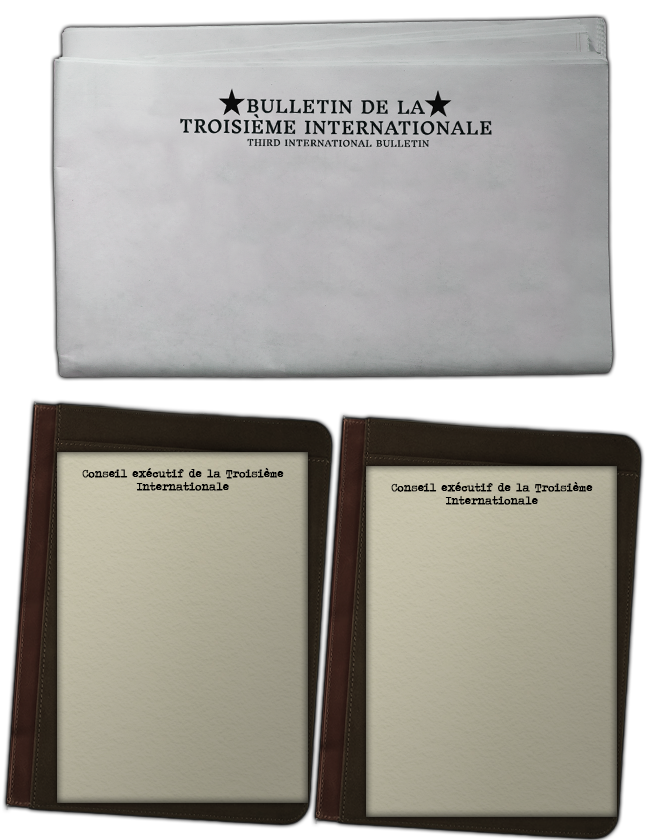 ★BULLETIN DE LA★
TROISIÈME INTERNATIONALE
THIRD INTERNATIONAL BULLETIN
Conseil exécutif de la Troisième
Internationale
Conseil exécutif de la Troisième
Internationale